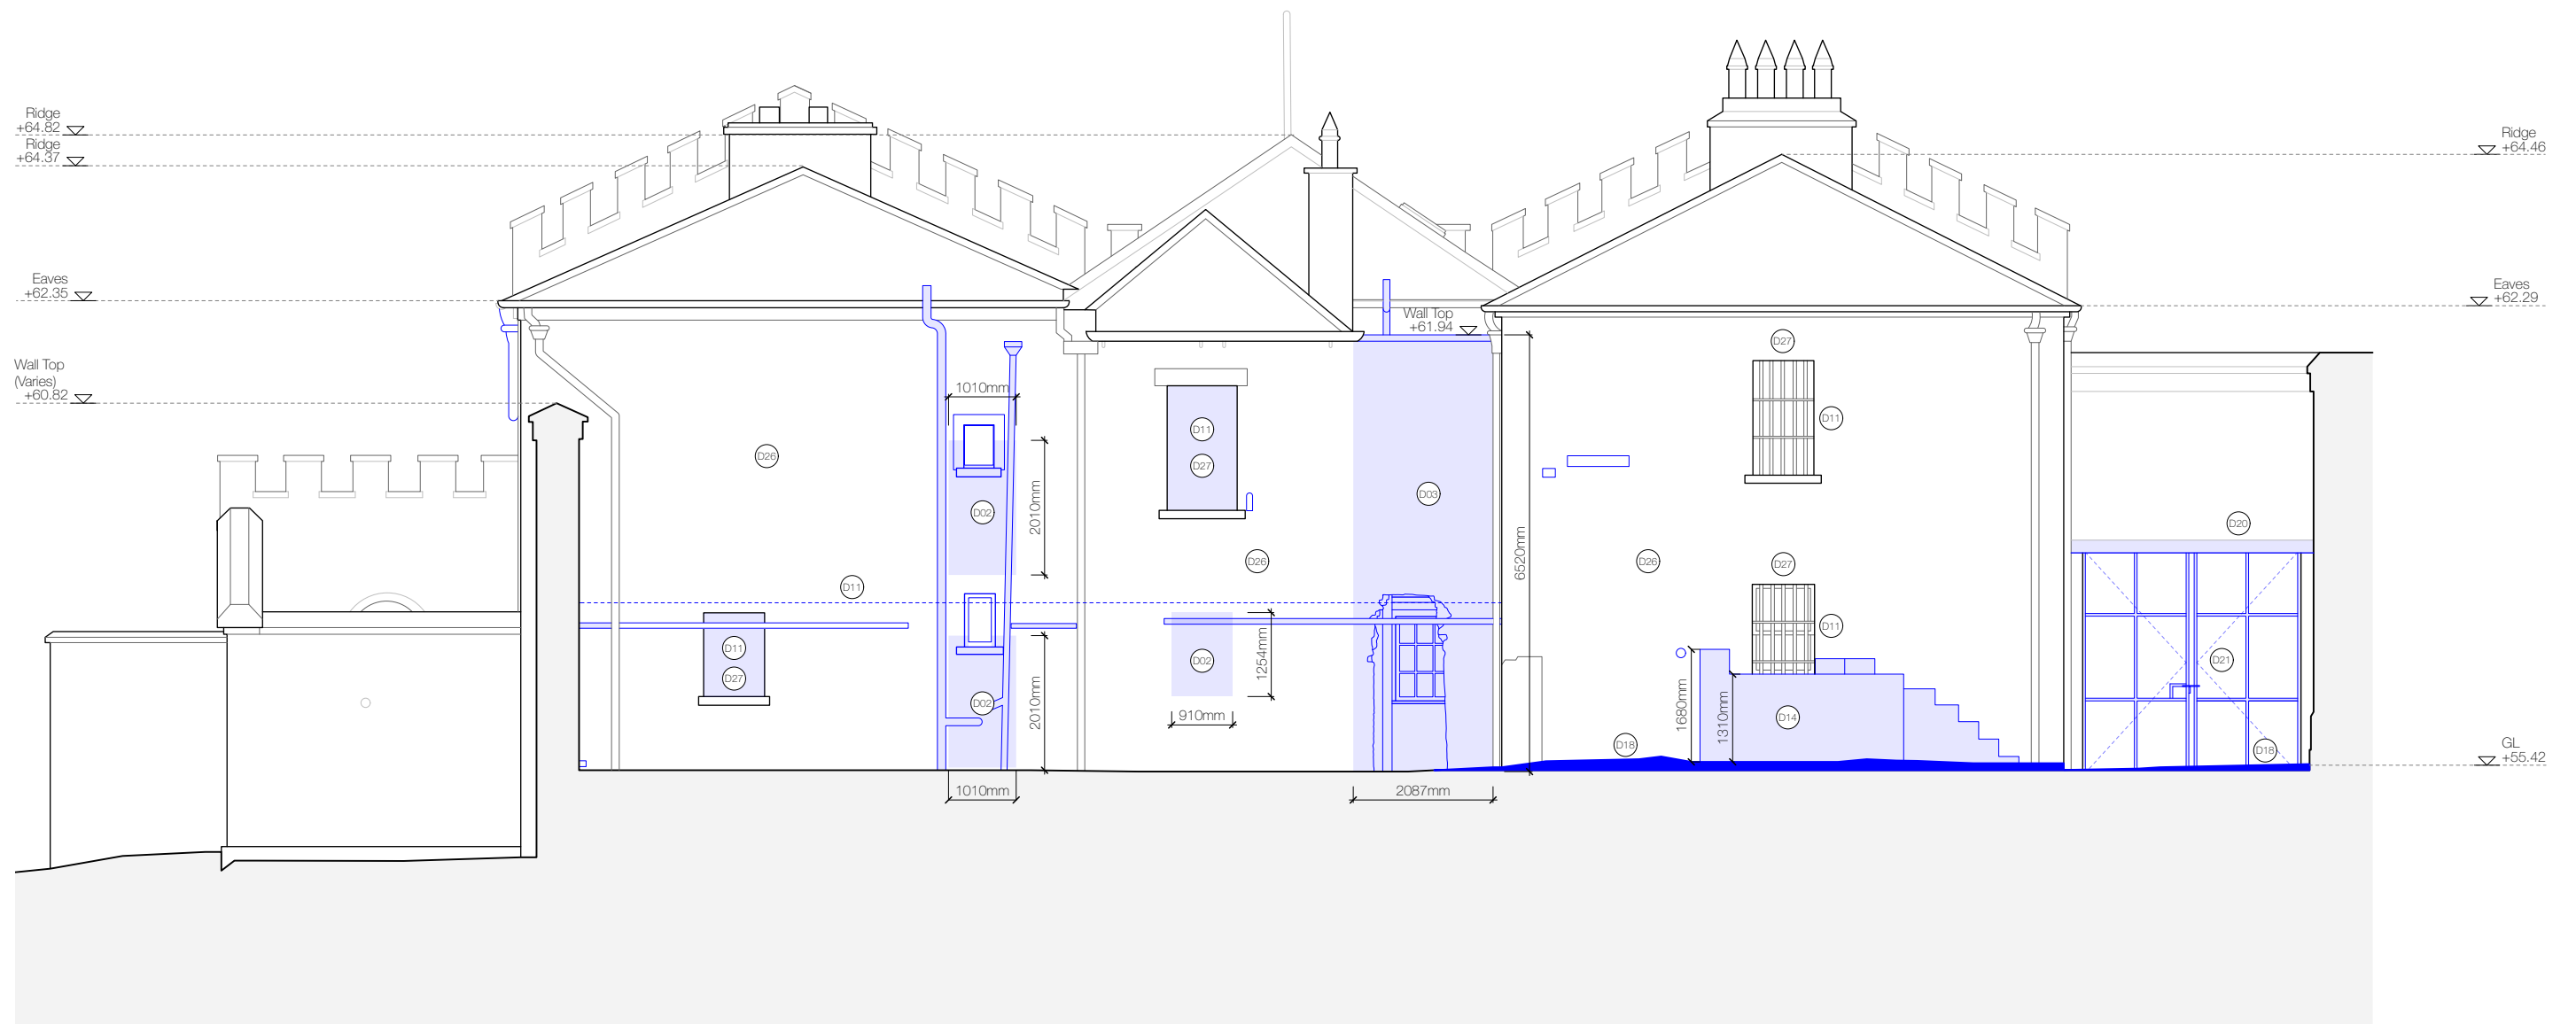 Ridge
+64.82
Ridge
+64.37
Ridge
+64.46
Eaves
+62.35
Eaves
+62.29
Wall Top
+61.94
Wall Top
(Varies)
+60.82
D27
1010mm
D11
D11
D26
D27
D02
2010mm
D03
D20
6520mm
D26
D26
D27
D11
D11
D11
D27
D02
1254mm
D21
D02
2010mm
910mm
1680mm
1310mm
D14
D18
D18
GL
+55.42
1010mm
2087mm